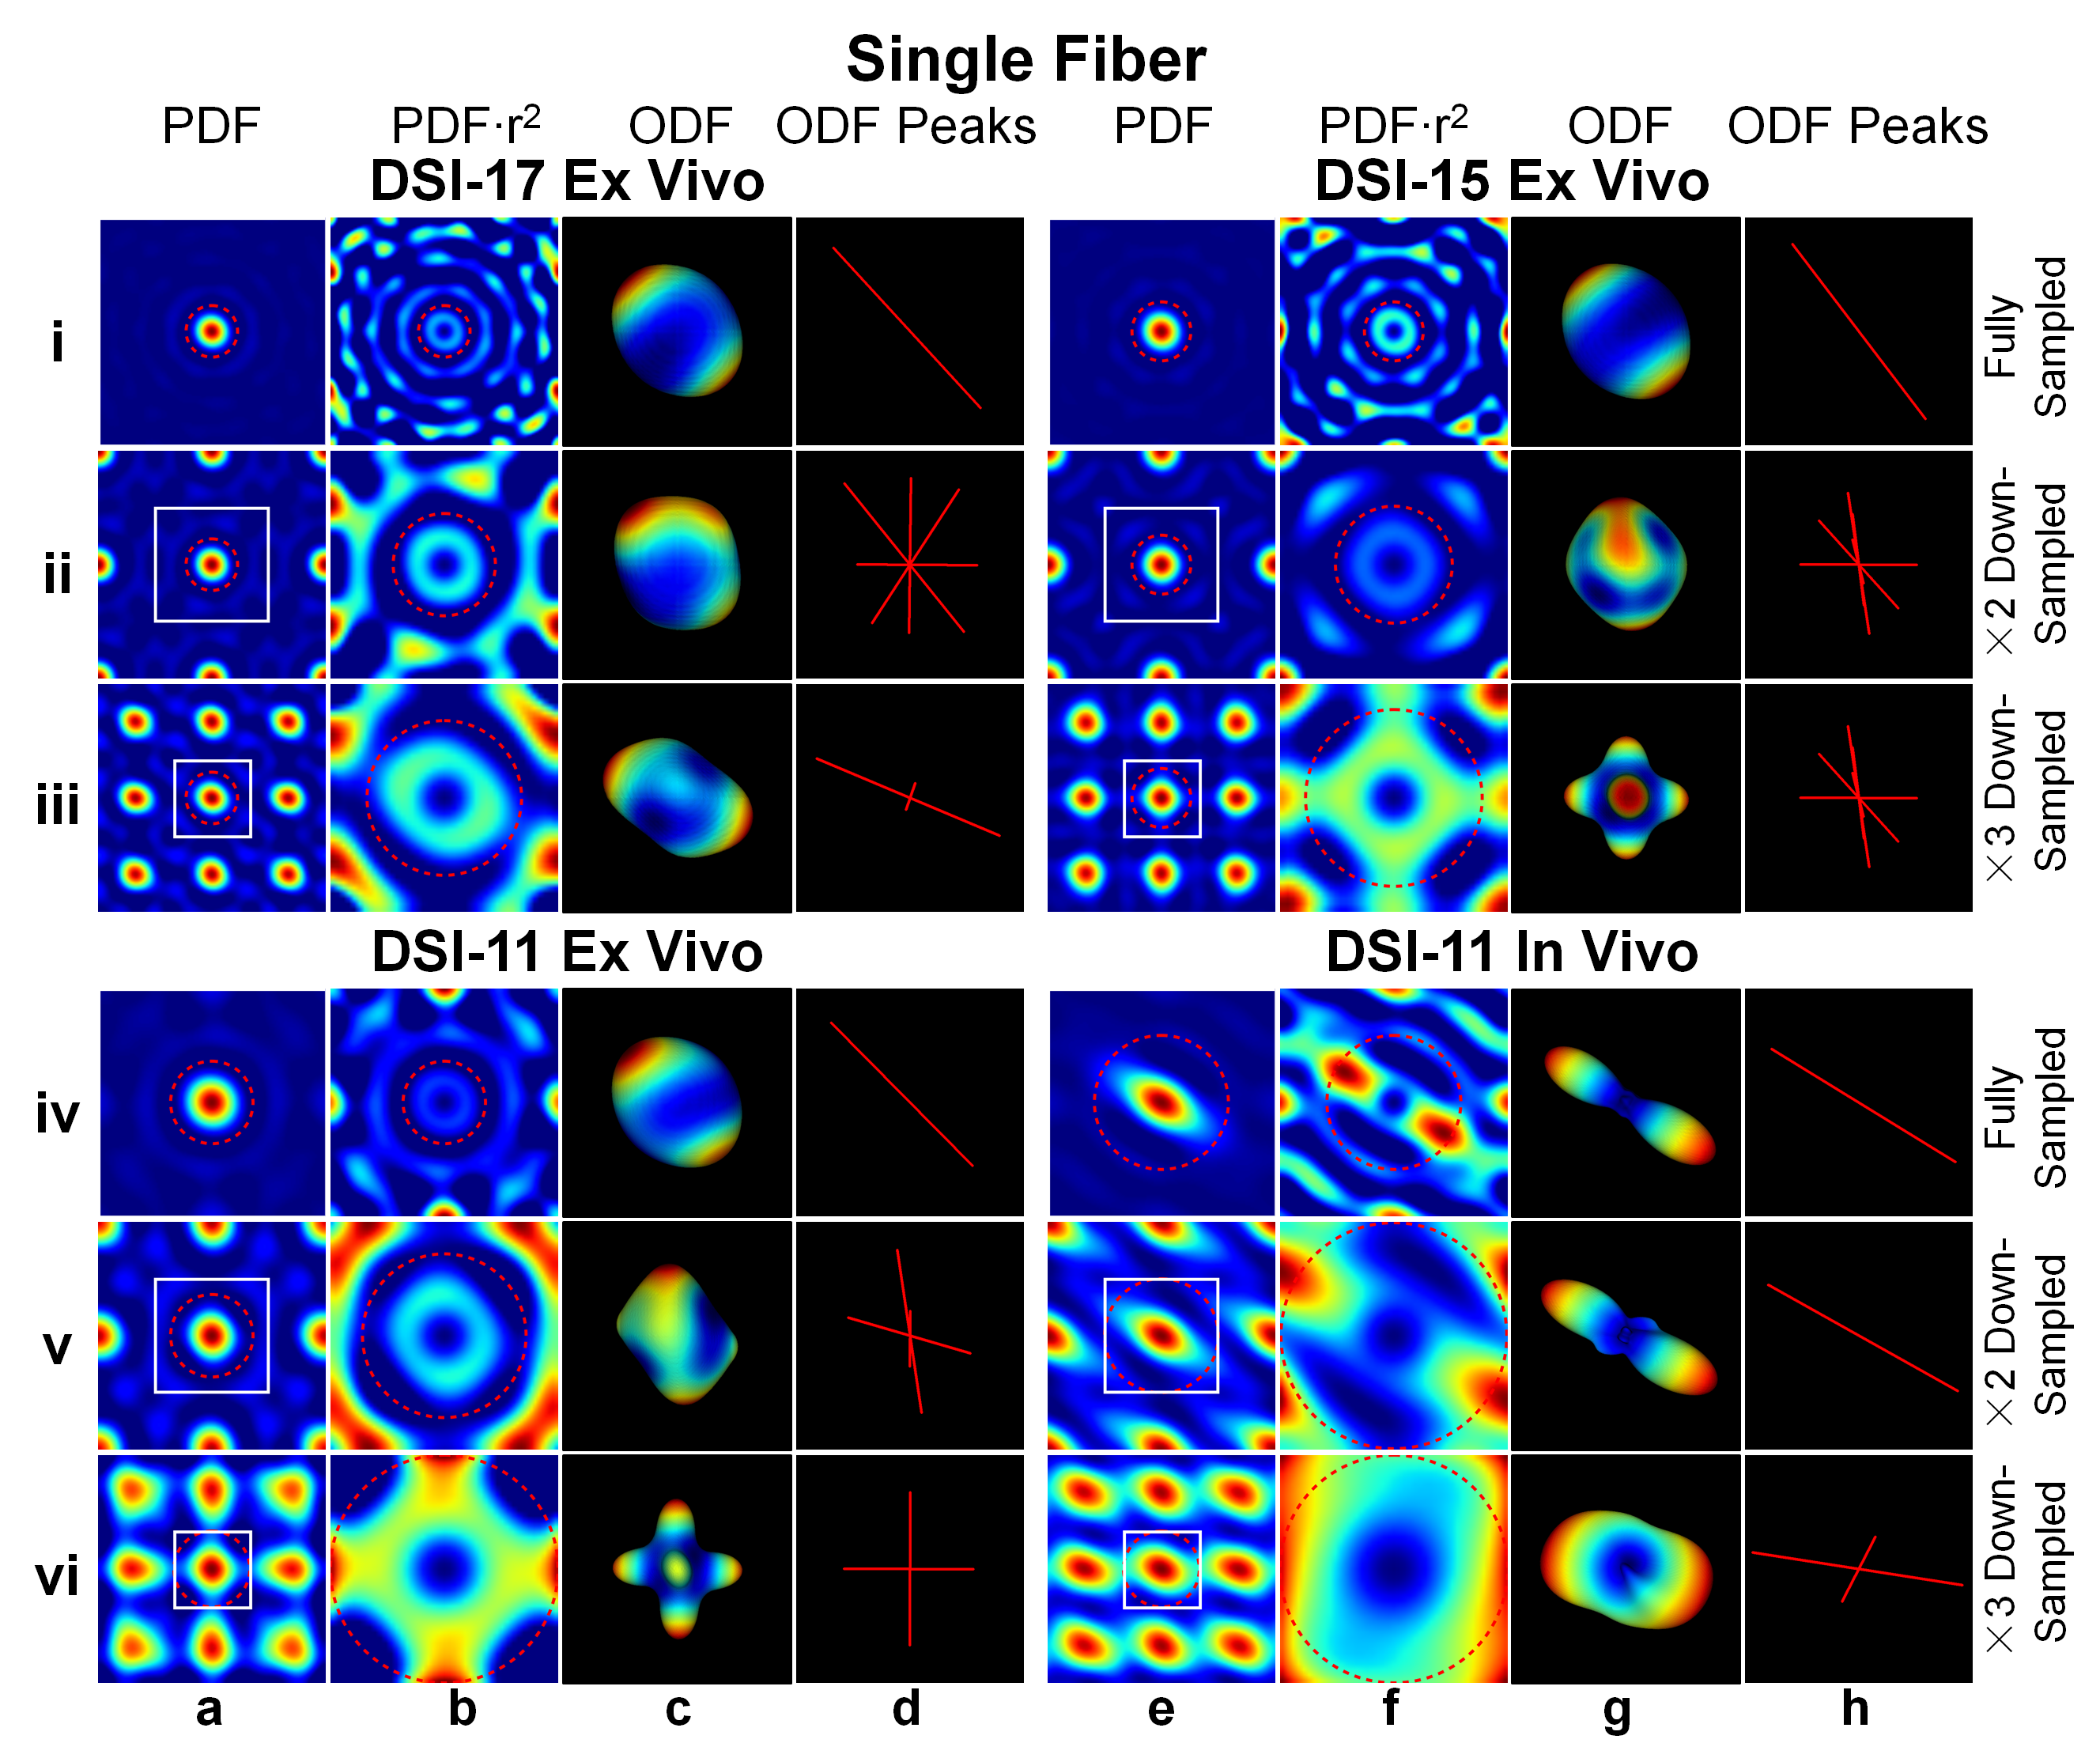 Single Fiber
PDF PDF·r² ODF ODF Peaks PDF PDF·r² ODF ODF Peaks
DSI-17 Ex Vivo DSI-15 Ex Vivo
i Fully Sampled
ii ×2 Down-Sampled
iii ×3 Down-Sampled
DSI-11 Ex Vivo DSI-11 In Vivo
iv Fully Sampled
v ×2 Down-Sampled
vi ×3 Down-Sampled
a b c d e f g h